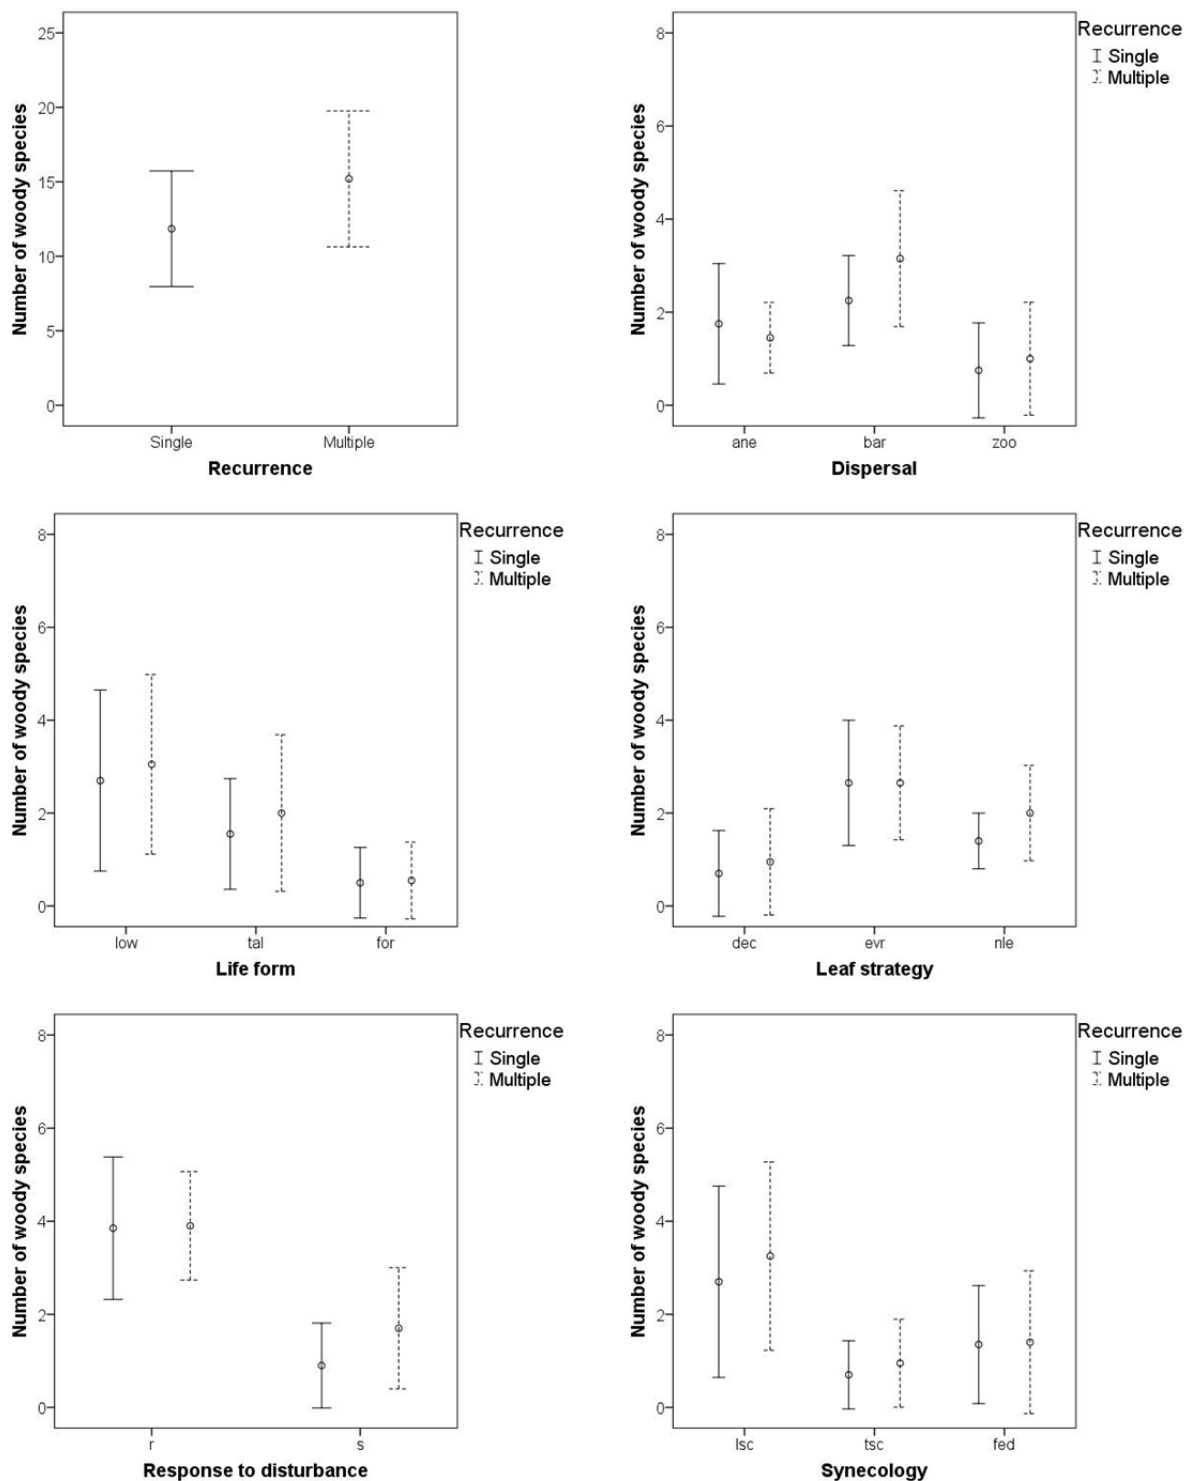 Number of woody species
25
20
15
10
5
0
Single Multiple
Recurrence
Recurrence
Single
Multiple
Number of woody species
8
6
4
2
0
ane bar zoo
Dispersal
Recurrence
Single
Multiple
Number of woody species
8
6
4
2
0
low tal for
Life form
Recurrence
Single
Multiple
Number of woody species
8
6
4
2
0
dec evr nle
Leaf strategy
Recurrence
Single
Multiple
Number of woody species
8
6
4
2
0
r s
Response to disturbance
Recurrence
Single
Multiple
Number of woody species
8
6
4
2
0
lsc tsc fed
Synecology